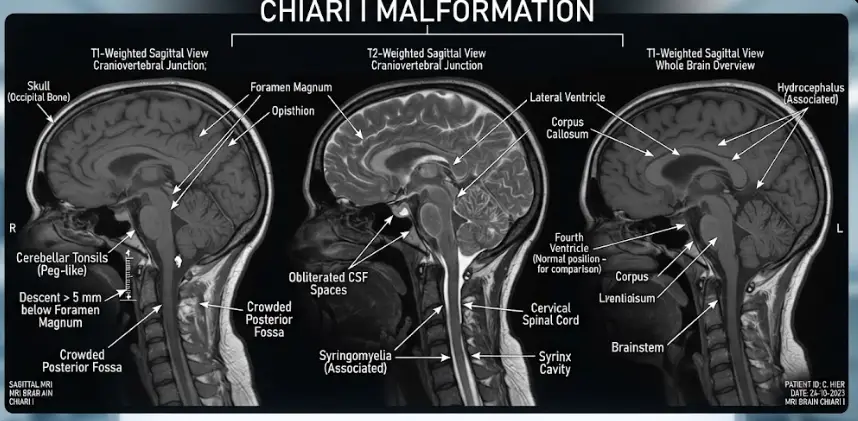 CHIARI I MALFORMATION
T1-Weighted Sagittal View
Craniovertebral Junction;
T2-Weighted Sagittal View
Craniovertebral Junction
T1-Weighted Sagittal View
Whole Brain Overview
Skull
(Occipital Bone)
Foramen Magnum
Opisthion
Lateral Ventricle
Corpus
Callosum
Hydrocephalus
(Associated)
R
L
Cerebellar Tonsils
(Peg-like)
Descent > 5 mm
below Foramen
Magnum
Crowded
Posterior Fossa
Crowded
Posterior
Fossa
Obliterated CSF
Spaces
Syringomyelia
(Associated)
Cervical
Spinal Cord
Syrinx
Cavity
Fourth
Ventricle
(Normal position –
for comparison)
Corpus
Brainstem
SAGITTAL MRI
CHIARI I
PATIENT ID: C. HIER
DATE: 24-10-2023
MRI BRAIN CHIARI I